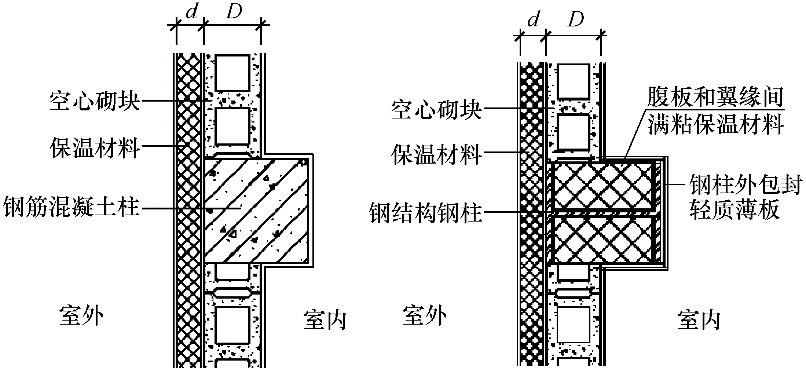 d D
空心砌块
保温材料
钢筋混凝土柱
室外
室内
d D
空心砌块
保温材料
钢结构钢柱
腹板和翼缘间
满粘保温材料
钢柱外包封
轻质薄板
室外
室内